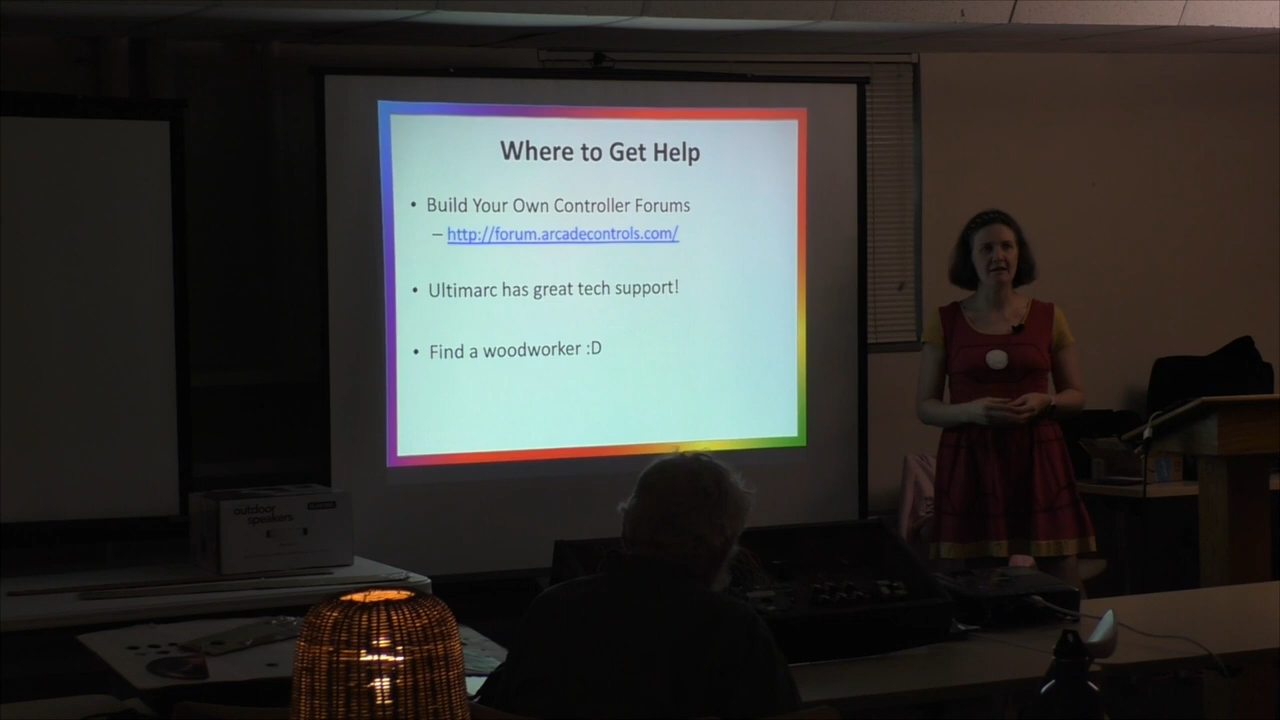 Where to Get Help
• Build Your Own Controller Forums
– http://forum.arcadecontrols.com/
• Ultimarc has great tech support!
• Find a woodworker :D
outdoor
speakers